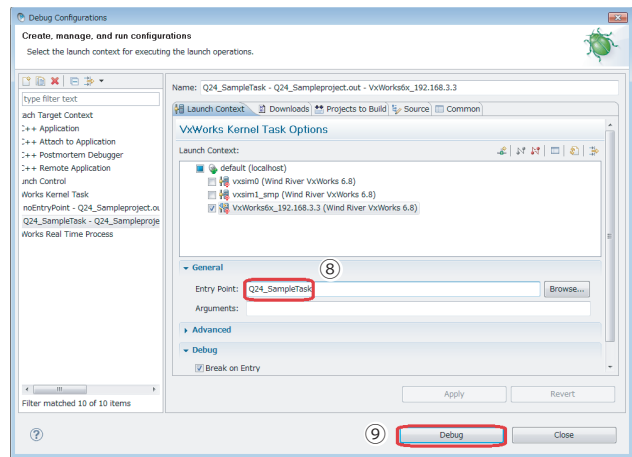 Debug Configurations
Create, manage, and run configurations
Select the launch context for executing the launch operations.
type filter text
ach Target Context
C++ Application
C++ Attach to Application
C++ Postmortem Debugger
C++ Remote Application
unch Control
Works Kernel Task
noEntryPoint - Q24_Sampleproject.ou
Q24_SampleTask - Q24_Sampleproje
Works Real Time Process
Filter matched 10 of 10 items
Name: Q24_SampleTask - Q24_Sampleproject.out - VxWorks6x_192.168.3.3
Launch Context Downloads Projects to Build Source Common
VxWorks Kernel Task Options
Launch Context:
default (localhost)
vxsim0 (Wind River VxWorks 6.8)
vxsim1_smp (Wind River VxWorks 6.8)
VxWorks6x_192.168.3.3 (Wind River VxWorks 6.8)
General
⑧
Entry Point: Q24_SampleTask Browse...
Arguments:
Advanced
Debug
Break on Entry
Apply Revert
⑨
Debug Close